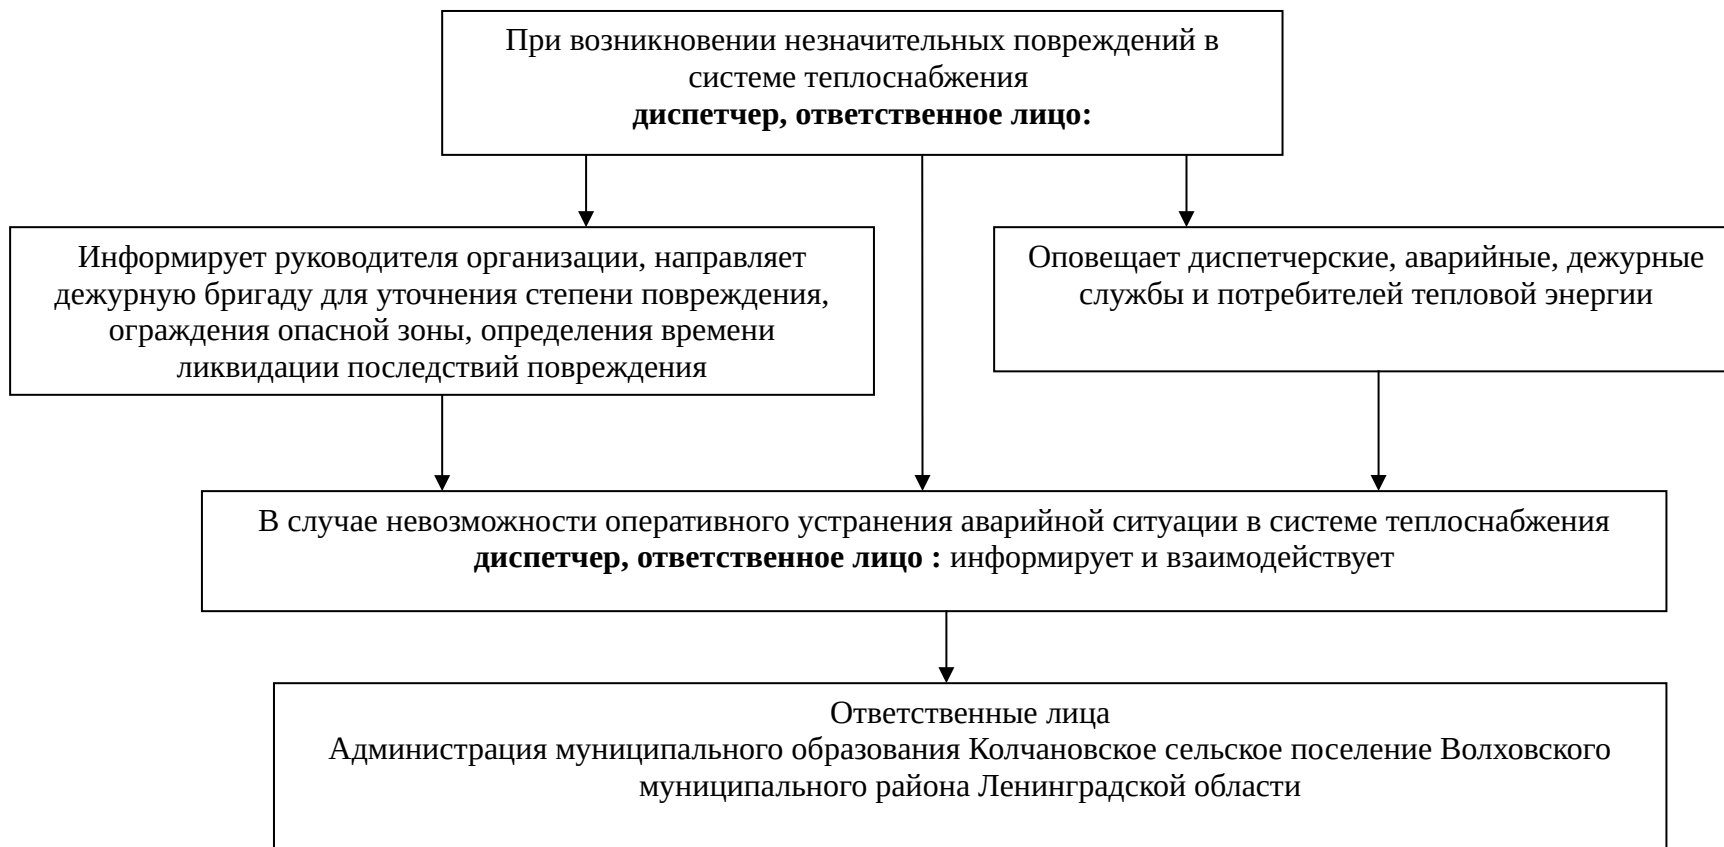 При возникновении незначительных повреждений в
системе теплоснабжения
диспетчер, ответственное лицо:
Информирует руководителя организации, направляет
дежурную бригаду для уточнения степени повреждения,
ограждения опасной зоны, определения времени
ликвидации последствий повреждения
Оповещает диспетчерские, аварийные, дежурные
службы и потребителей тепловой энергии
В случае невозможности оперативного устранения аварийной ситуации в системе теплоснабжения
диспетчер, ответственное лицо : информирует и взаимодействует
Ответственные лица
Администрация муниципального образования Колчановское сельское поселение Волховского
муниципального района Ленинградской области